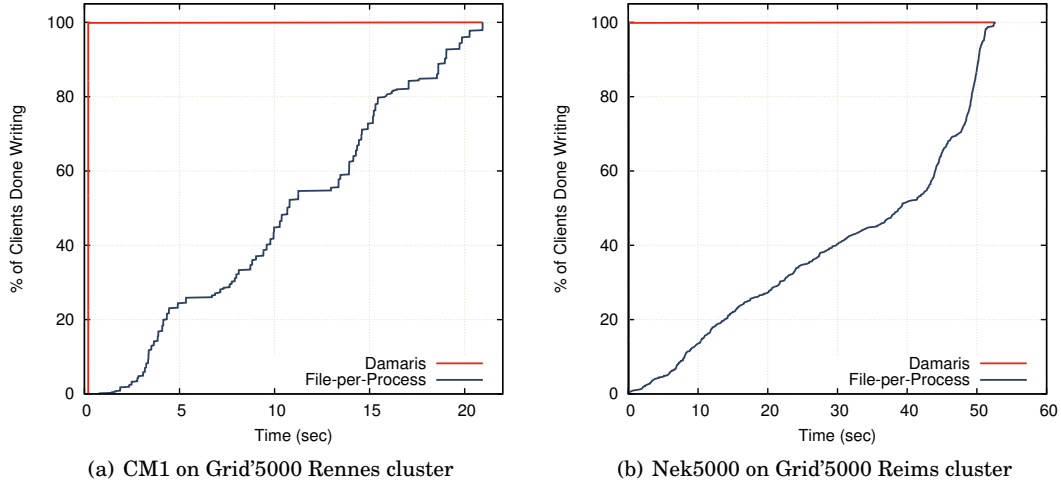 % of Clients Done Writing
100
80
60
40
20
0
0 5 10 15 20
Time (sec)
Damaris
File-per-Process
(a) CM1 on Grid'5000 Rennes cluster
% of Clients Done Writing
100
80
60
40
20
0
0 10 20 30 40 50 60
Time (sec)
Damaris
File-per-Process
(b) Nek5000 on Grid'5000 Reims cluster